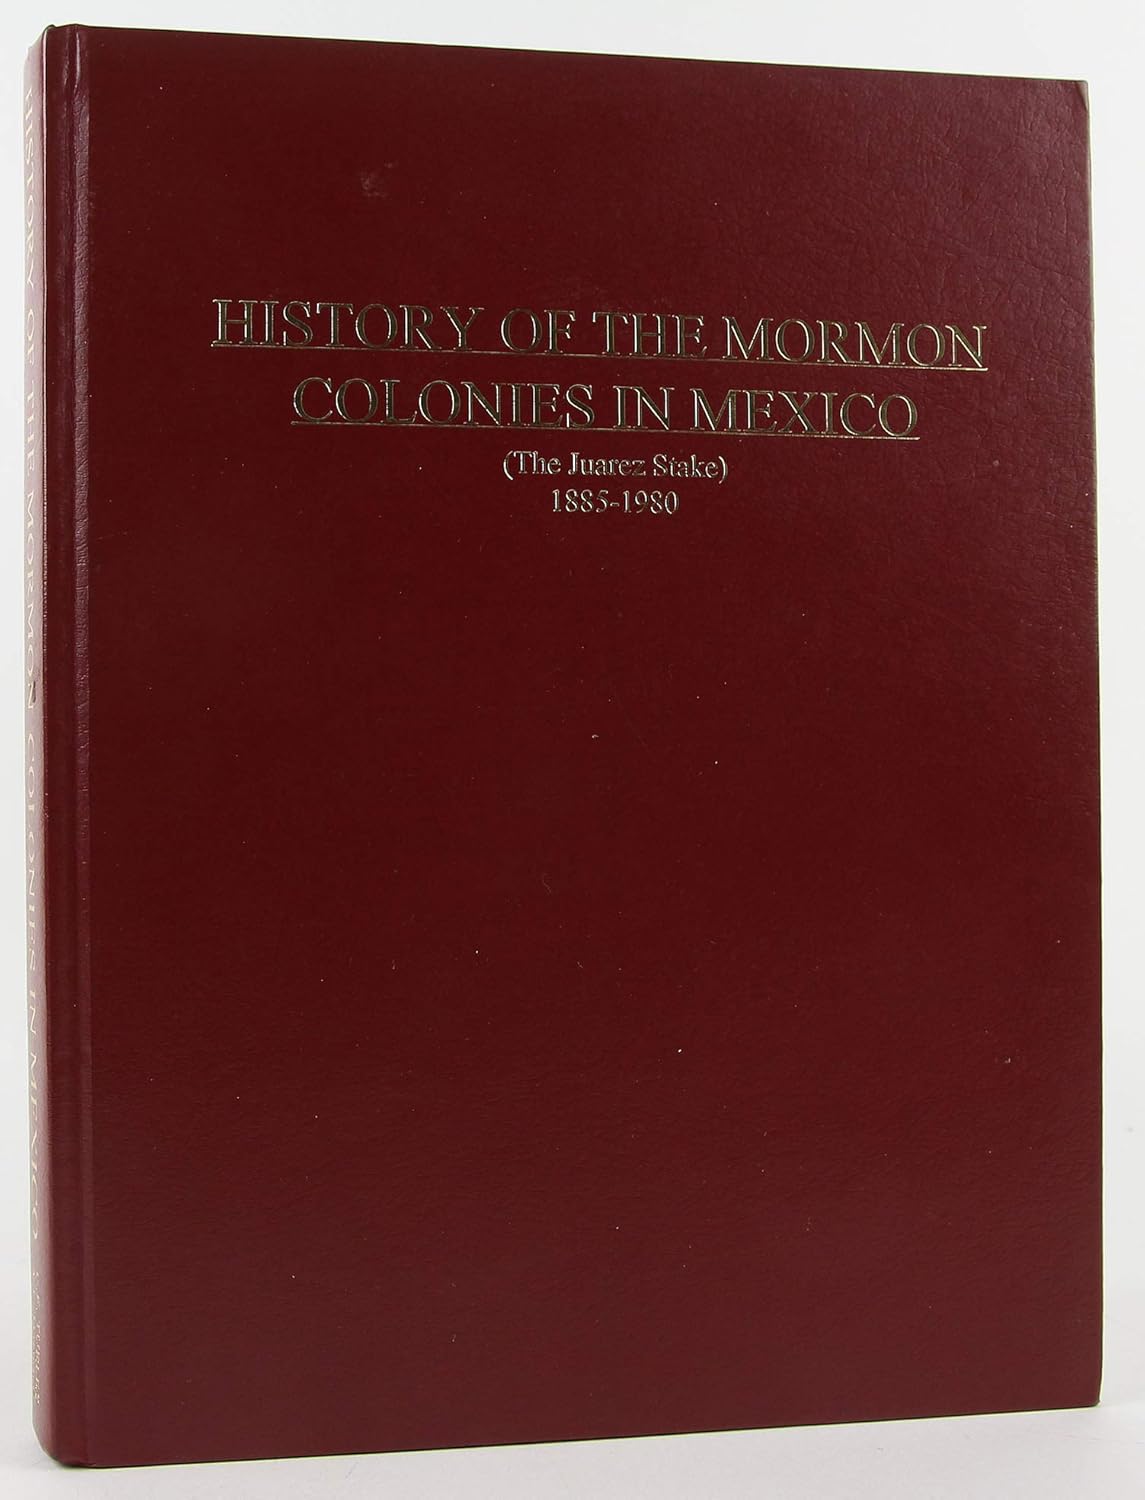 HISTORY OF THE MORMON
COLONIES IN MEXICO
(The Juarez Stake)
1885-1980
HISTORY OF THE MORMON COLONIES IN MEXICO
TURLEY